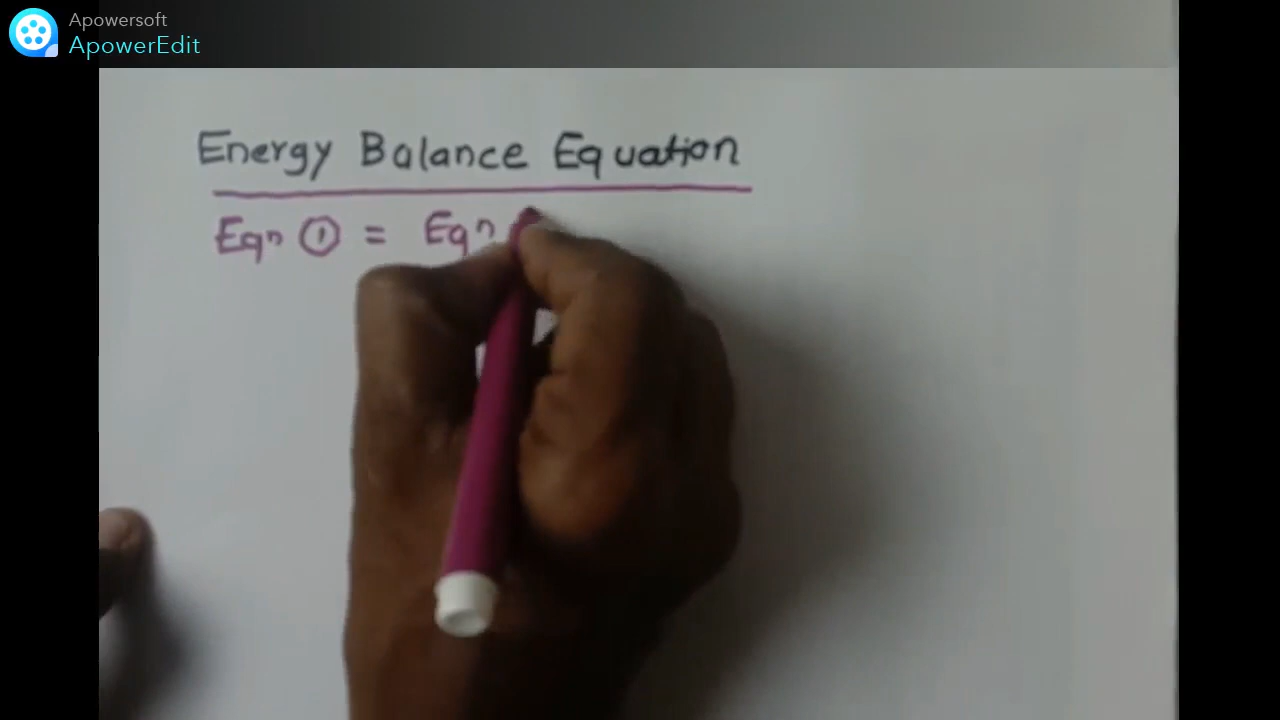 Apowersoft
ApowerEdit
Energy Balance Equation
Eqn ① = Eqn